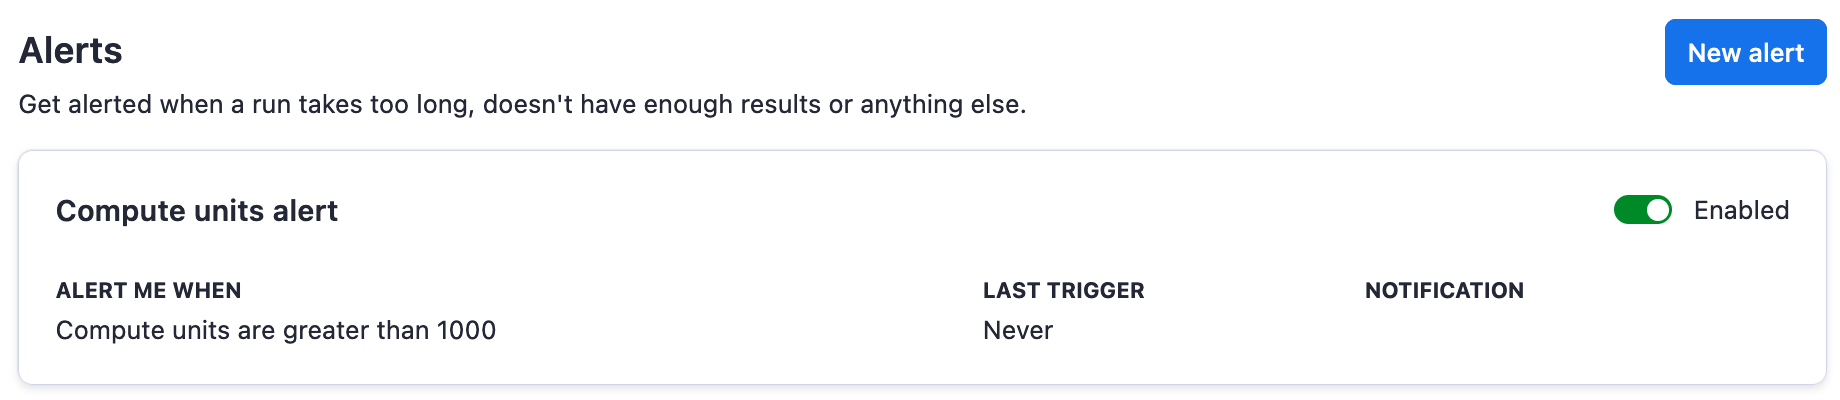 Alerts
New alert
Get alerted when a run takes too long, doesn't have enough results or anything else.
Compute units alert
Enabled
ALERT ME WHEN
LAST TRIGGER
NOTIFICATION
Compute units are greater than 1000
Never